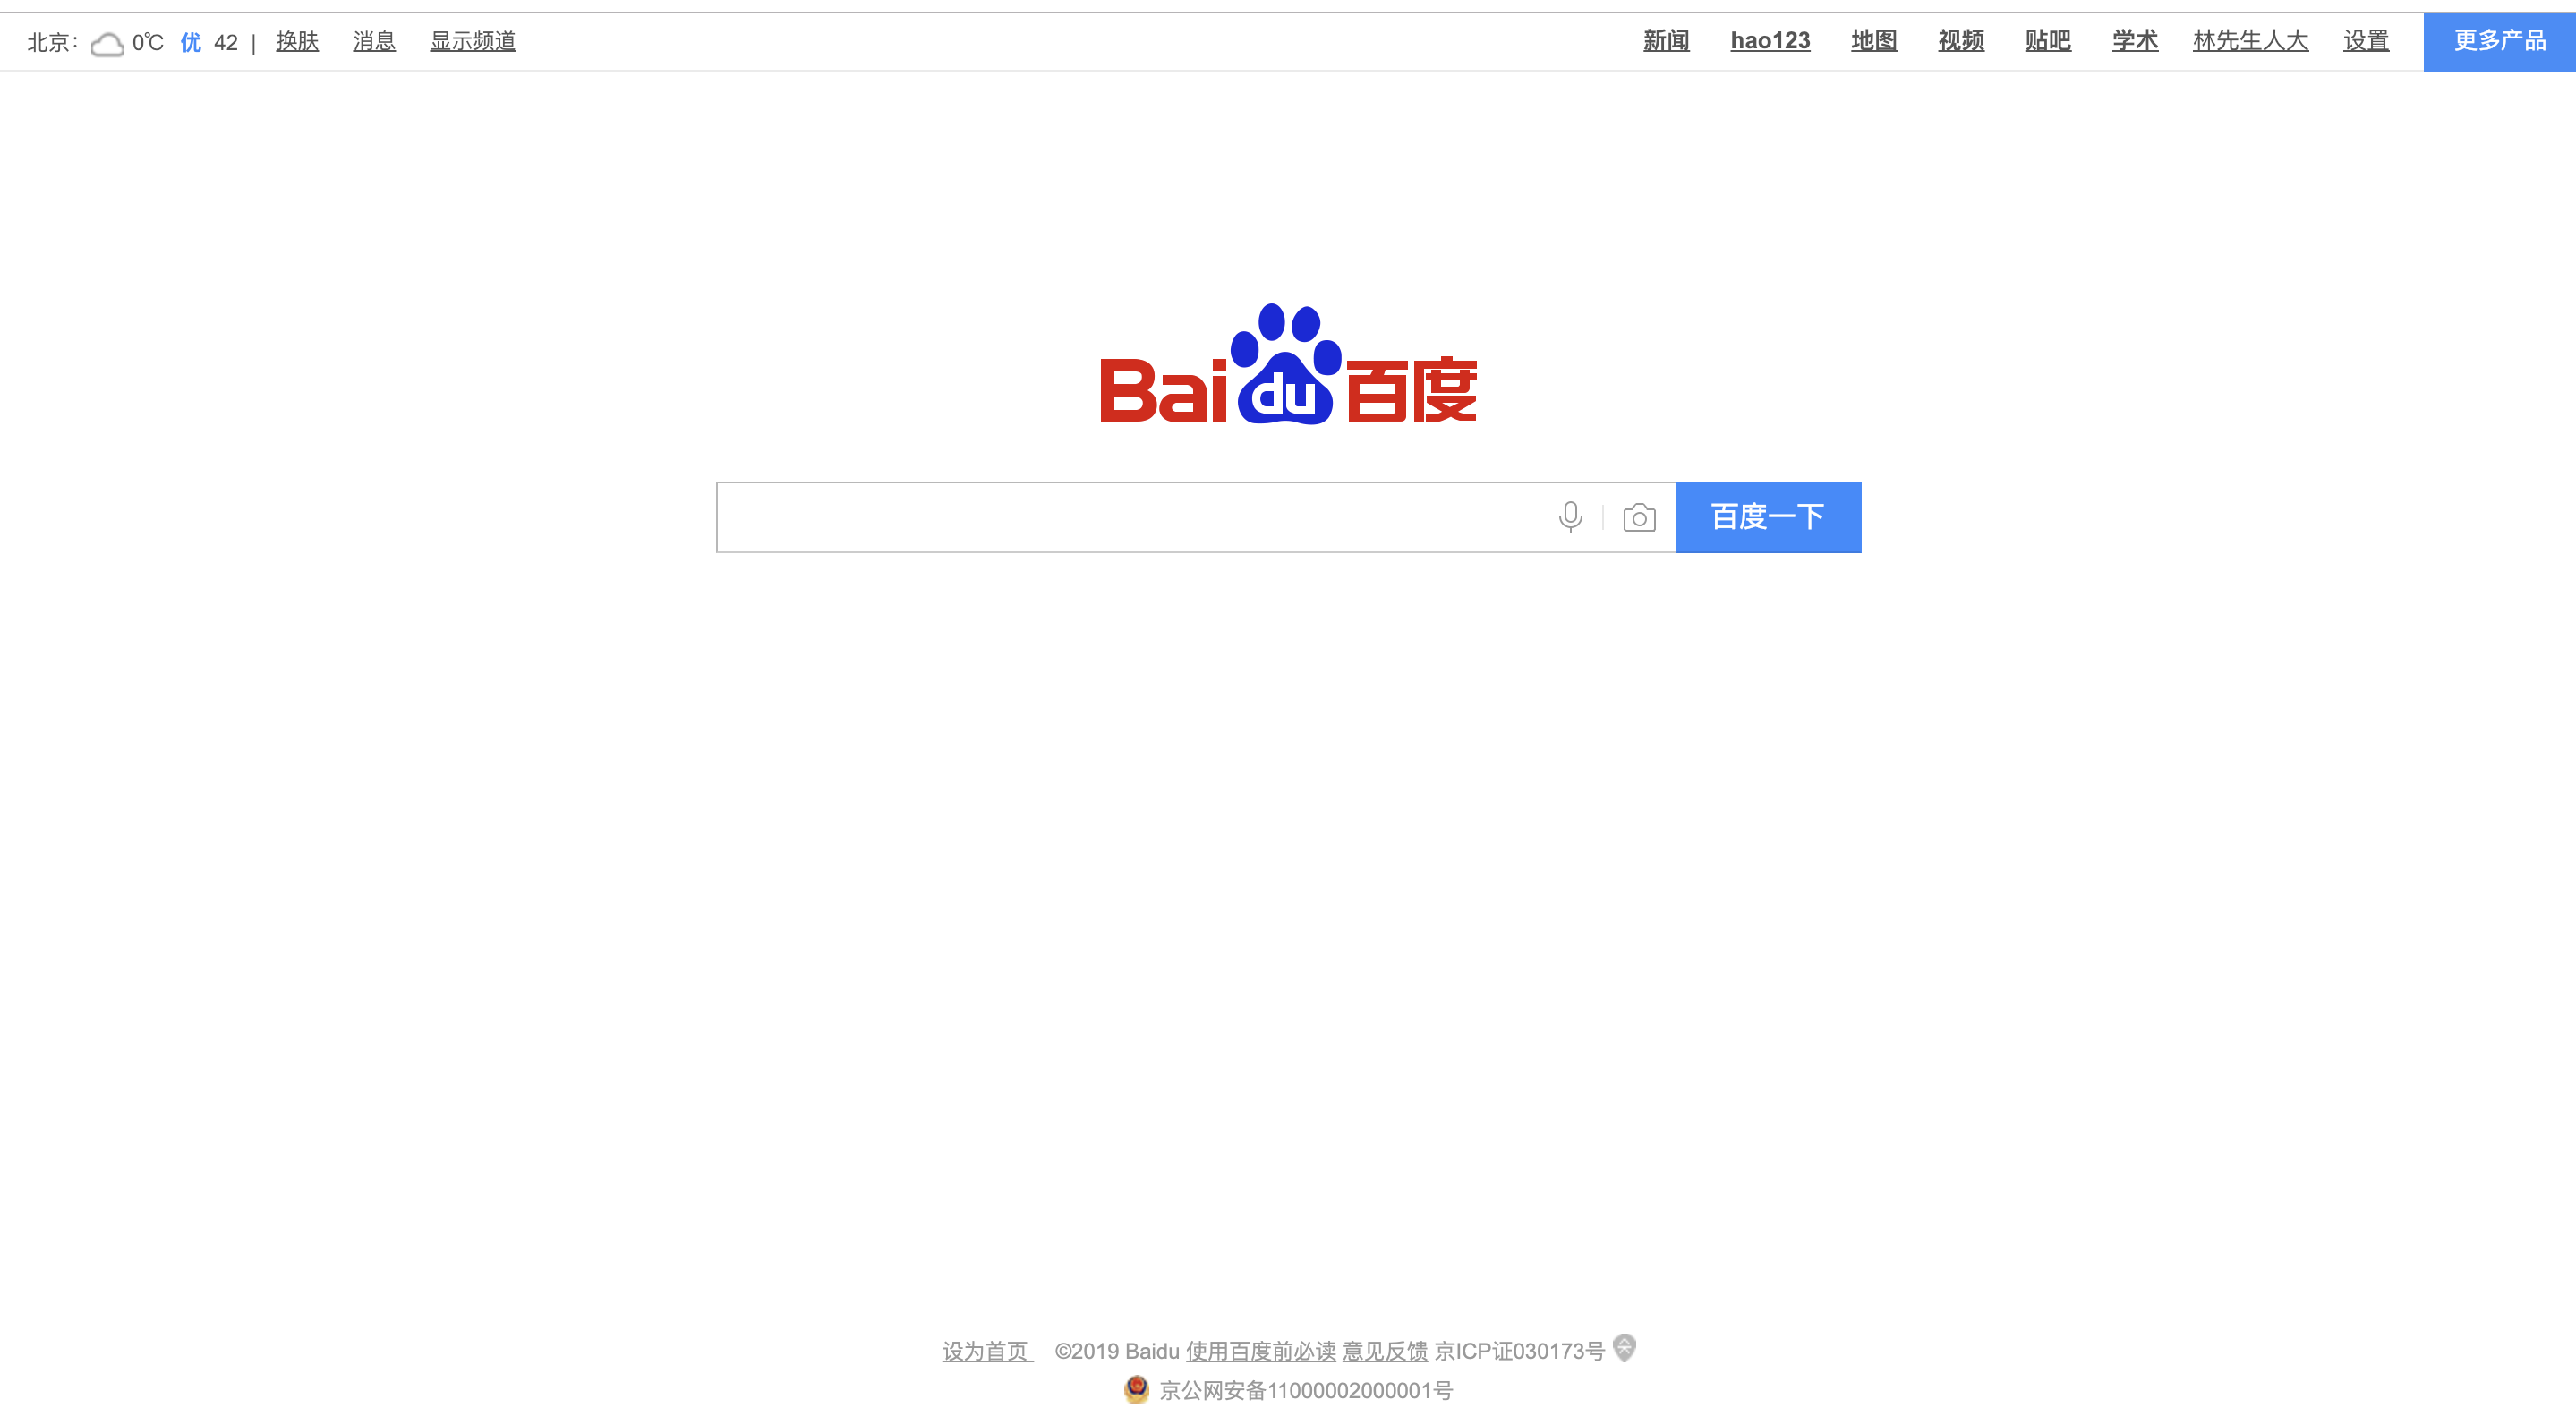 北京： 0℃ 优 42 | 换肤 消息 显示频道 新闻 hao123 地图 视频 贴吧 学术 林先生人大 设置 更多产品
Bai du 百度
百度一下
设为首页 ©2019 Baidu 使用百度前必读 意见反馈 京ICP证030173号
京公网安备11000002000001号